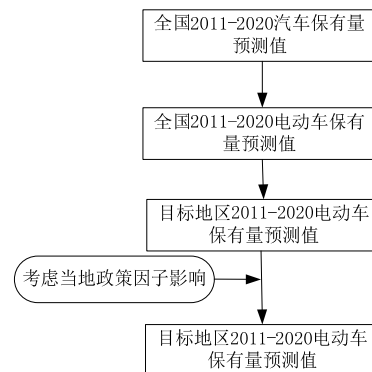 全国2011-2020汽车保有量
预测值
全国2011-2020电动车保有
量预测值
目标地区2011-2020电动车
保有量预测值
考虑当地政策因子影响
目标地区2011-2020电动车
保有量预测值